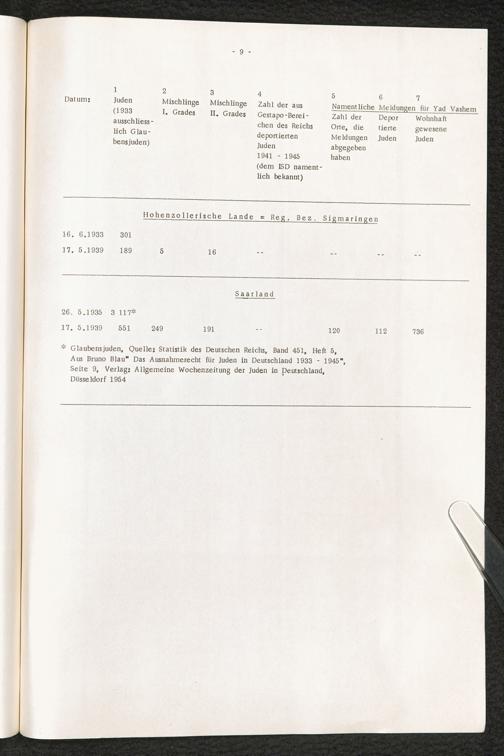 - 9 -
1 2 3 4 5 6 7
Datum: Juden Mischlinge Mischlinge Zahl der aus Namentliche Meldungen für Yad Vashem
(1933 I. Grades II. Grades Gestapo-Berei- Zahl der Depor Wohnhaft
ausschliess- chen des Reichs Orte, die tierte gewesene
lich Glau- deportierten Meldungen Juden Juden
bensjuden) Juden abgegeben
1941 - 1945 haben
(dem ISD nament-
lich bekannt)
Hohenzollerische Lande = Reg. Bez. Sigmaringen
16. 6.1933 301
17. 5.1939 189 5 16 -- -- -- --
Saarland
26. 5.1935 3 117*
17. 5.1939 551 249 191 -- 120 112 736
* Glaubensjuden, Quelle: Statistik des Deutschen Reichs, Band 451, Heft 5,
Aus Bruno Blau" Das Ausnahmerecht für Juden in Deutschland 1933 - 1945",
Seite 9, Verlag: Allgemeine Wochenzeitung der Juden in Deutschland,
Düsseldorf 1954